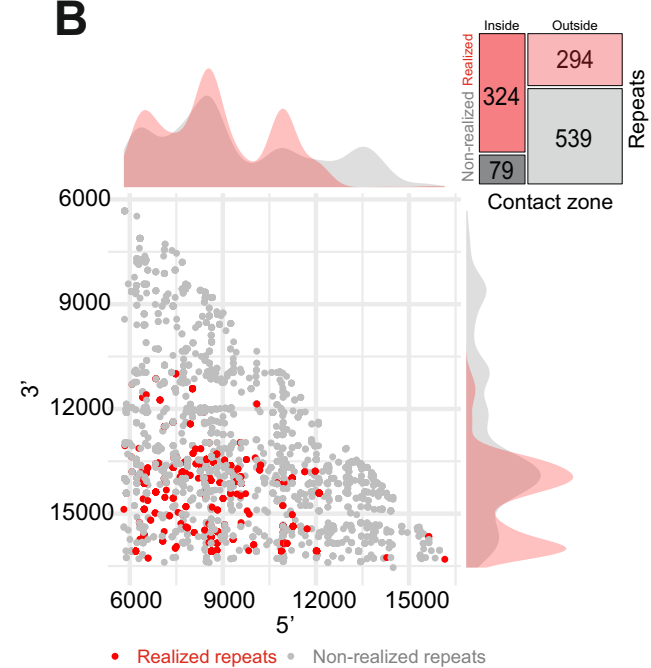 B
Inside Outside
Realized
Non-realized
324
294
79
539
Repeats
Contact zone
6000
9000
12000
15000
3’
6000 9000 12000 15000
5’
Realized repeats Non-realized repeats